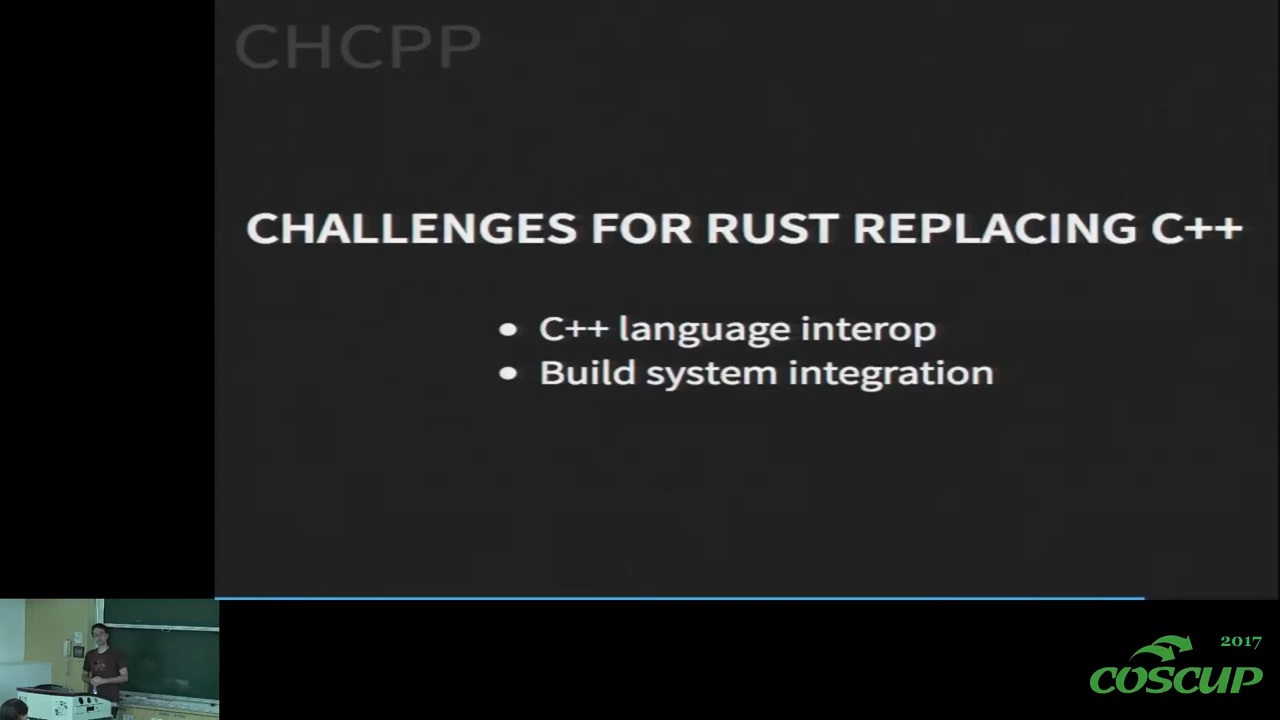 CHCPP
CHALLENGES FOR RUST REPLACING C++
● C++ language interop
● Build system integration
2017
COSCUP